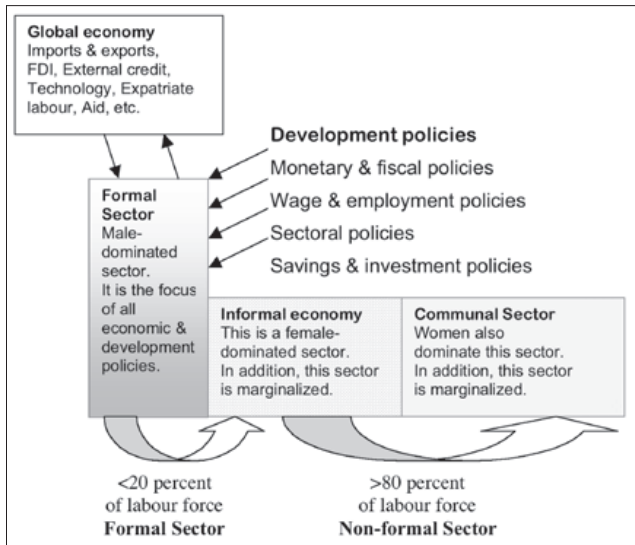 Global economy
Imports & exports,
FDI, External credit,
Technology, Expatriate
labour, Aid, etc.
Development policies
Monetary & fiscal policies
Wage & employment policies
Sectoral policies
Savings & investment policies
Formal
Sector
Male-
dominated
sector.
It is the focus
of all
economic &
development
policies.
Informal economy
This is a female-
dominated sector.
In addition, this sector
is marginalized.
Communal Sector
Women also
dominate this sector.
In addition, this sector
is marginalized.
<20 percent
of labour force
Formal Sector
>80 percent
of labour force
Non-formal Sector